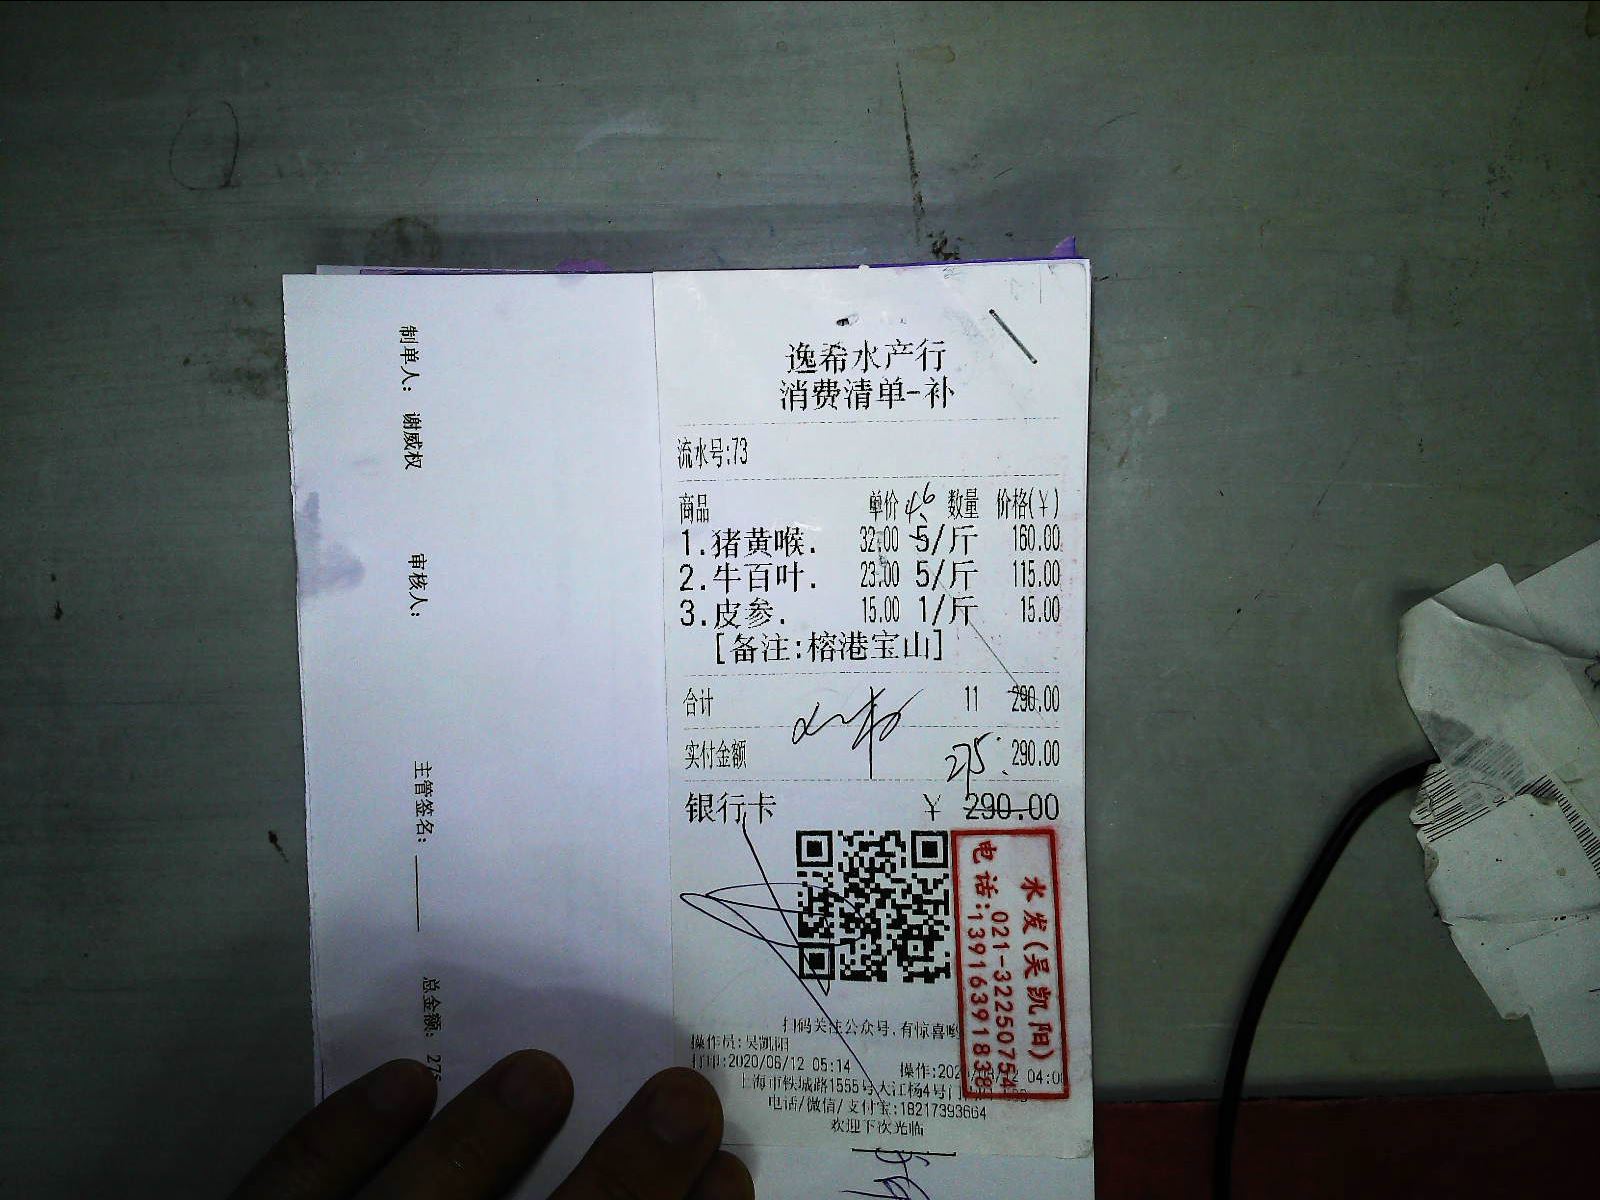 制单人： 谢威权
审核人：
主管签名：
总金额： 275
逸希水产行
消费清单-补
流水号:73
商品 单价 数量 价格(¥)
1.猪黄喉. 32.00 5/斤 160.00
2.牛百叶. 23.00 5/斤 115.00
3.皮参. 15.00 1/斤 15.00
[备注:榕港宝山]
合计 11 290.00
实付金额 275. 290.00
银行卡 ¥ 290.00
水发(吴凯阳)
电话:021-32250754
13916391838
扫码关注公众号,有惊喜哟
操作员:吴凯阳
打印:2020/06/12 05:14 操作:202 04:0
上海市铁城路1555号大江杨4号门
电话/微信/支付宝:18217393664
欢迎下次光临